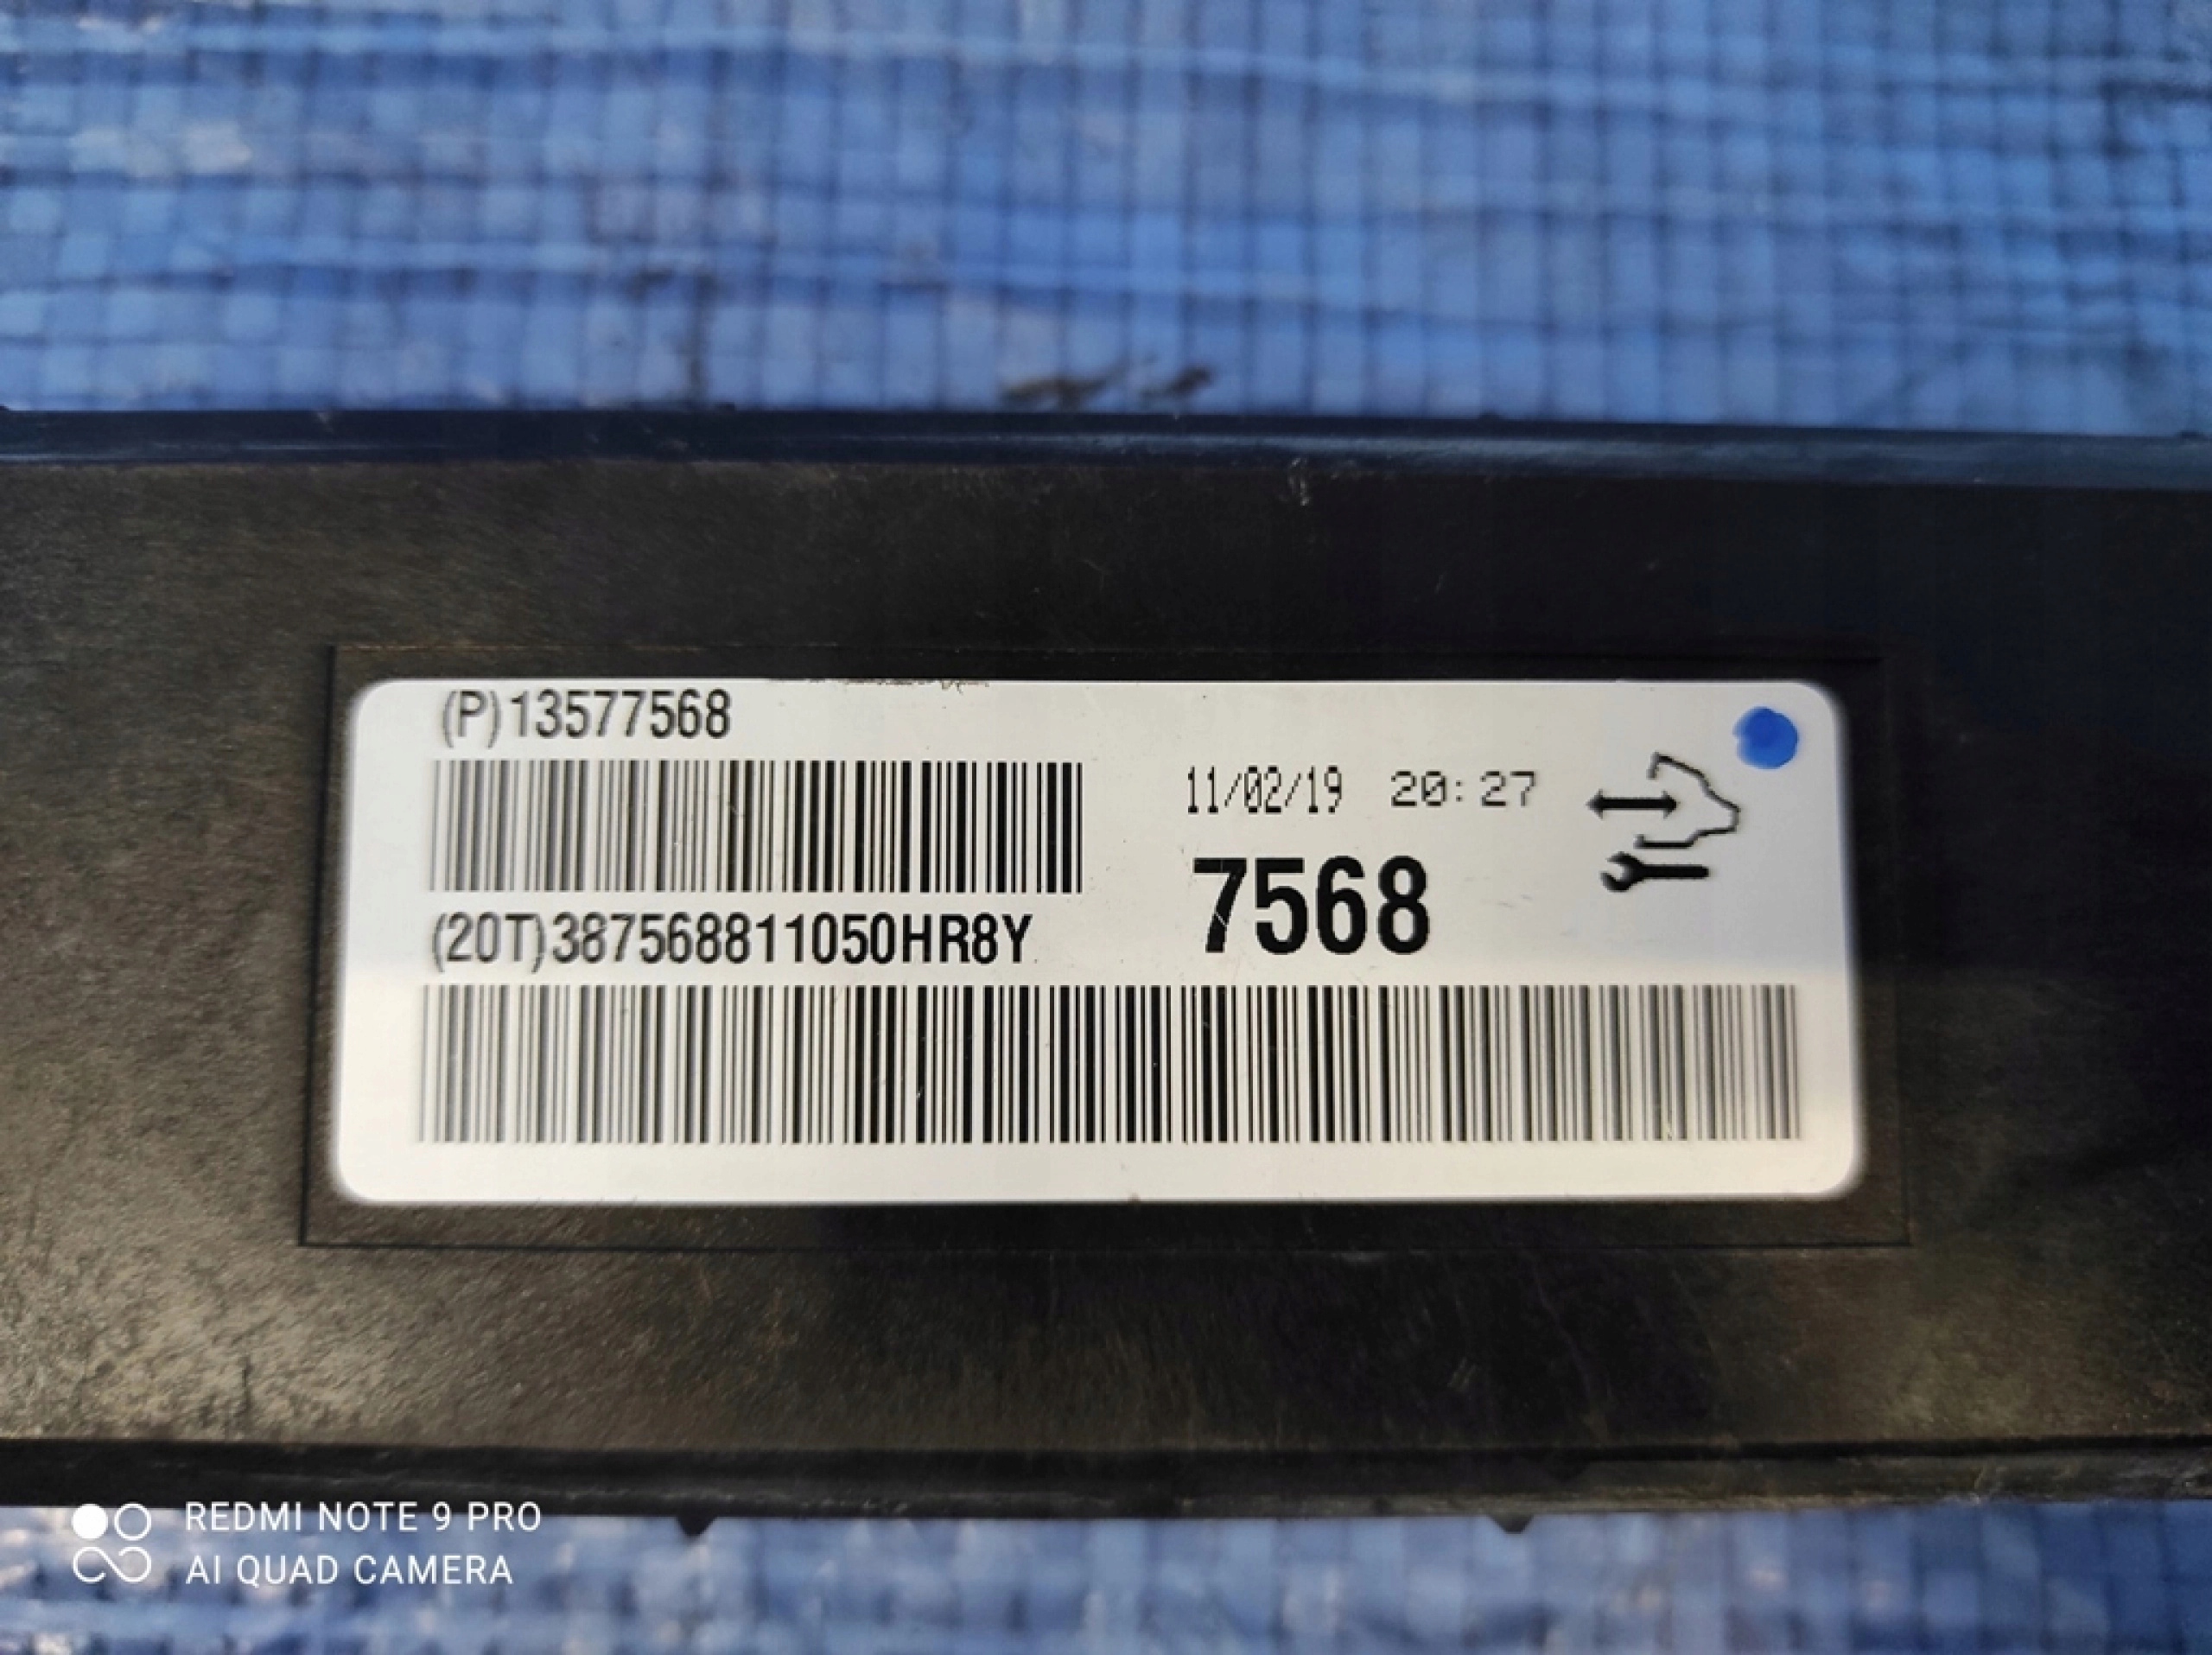 (P)13577568
11/02/19 20:27
7568
(20T)387568811050HR8Y
REDMI NOTE 9 PRO
AI QUAD CAMERA